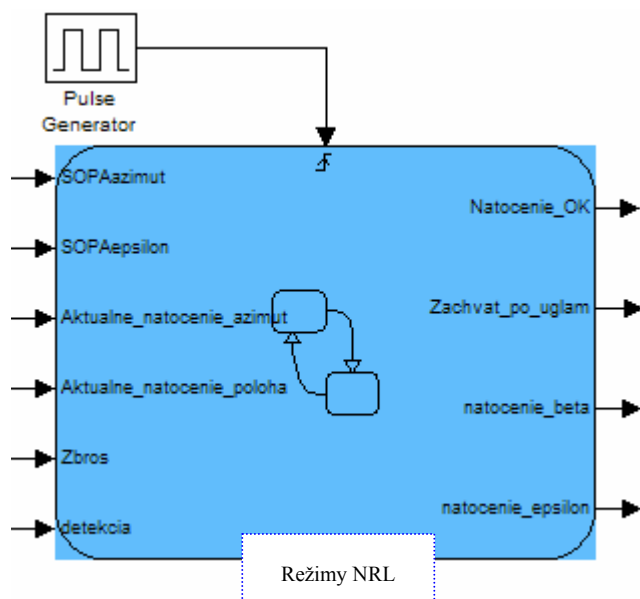 Pulse
Generator
SOPAazimut
SOPAepsilon
Aktualne_natocenie_azimut
Aktualne_natocenie_poloha
Zbros
detekcia
Natocenie_OK
Zachvat_po_uglam
natocenie_beta
natocenie_epsilon
Režimy NRL